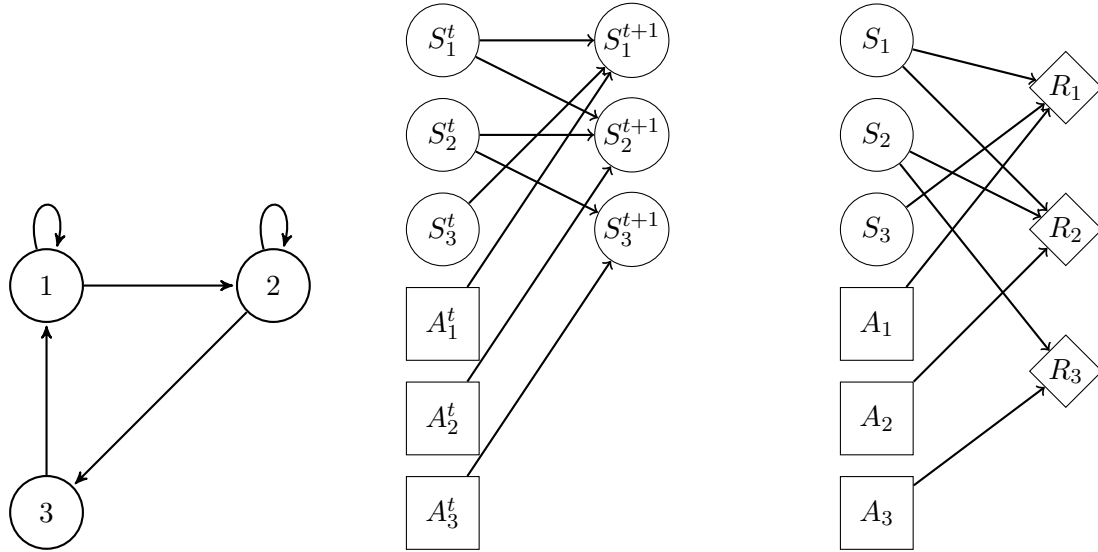 1
2
3
S_1^t
S_2^t
S_3^t
A_1^t
A_2^t
A_3^t
S_1^{t+1}
S_2^{t+1}
S_3^{t+1}
S_1
S_2
S_3
A_1
A_2
A_3
R_1
R_2
R_3